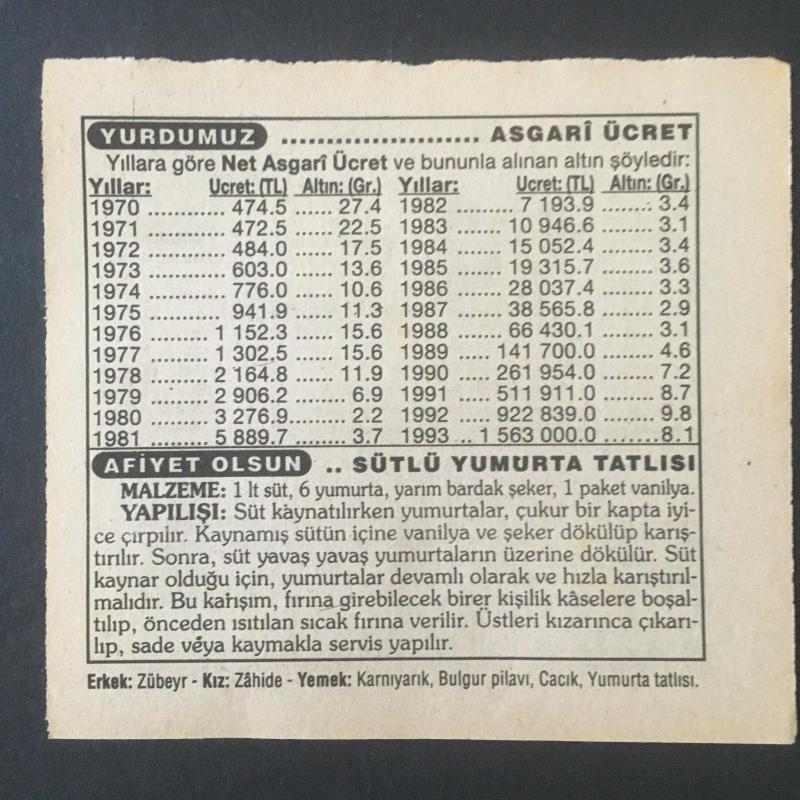 YURDUMUZ ...................... ASGARÎ ÜCRET
Yıllara göre Net Asgarî Ücret ve bununla alınan altın şöyledir:
Yıllar: Ücret: (TL) Altın: (Gr.) Yıllar: Ücret: (TL) Altın: (Gr.)
1970 ............ 474.5 ...... 27.4 1982 ......... 7 193.9 ........ 3.4
1971 ............ 472.5 ...... 22.5 1983 ....... 10 946.6 ........ 3.1
1972 ............ 484.0 ...... 17.5 1984 ....... 15 052.4 ........ 3.4
1973 ............ 603.0 ...... 13.6 1985 ....... 19 315.7 ........ 3.6
1974 ............ 776.0 ...... 10.6 1986 ....... 28 037.4 ........ 3.3
1975 ............ 941.9 ...... 11.3 1987 ....... 38 565.8 ........ 2.9
1976 ......... 1 152.3 ...... 15.6 1988 ....... 66 430.1 ........ 3.1
1977 ......... 1 302.5 ...... 15.6 1989 ..... 141 700.0 ........ 4.6
1978 ......... 2 164.8 ...... 11.9 1990 ..... 261 954.0 ........ 7.2
1979 ......... 2 906.2 ........ 6.9 1991 ..... 511 911.0 ........ 8.7
1980 ......... 3 276.9 ........ 2.2 1992 ..... 922 839.0 ........ 9.8
1981 ......... 5 889.7 ........ 3.7 1993 .. 1 563 000.0 .......8.1
AFİYET OLSUN .. SÜTLÜ YUMURTA TATLISI
MALZEME: 1 lt süt, 6 yumurta, yarım bardak şeker, 1 paket vanilya.
YAPILIŞI: Süt kaynatılırken yumurtalar, çukur bir kapta iyi-
ce çırpılır. Kaynamış sütün içine vanilya ve şeker dökülüp karış-
tırılır. Sonra, süt yavaş yavaş yumurtaların üzerine dökülür. Süt
kaynar olduğu için, yumurtalar devamlı olarak ve hızla karıştırıl-
malıdır. Bu karışım, fırına girebilecek birer kişilik kâselere boşal-
tılıp, önceden ısıtılan sıcak fırına verilir. Üstleri kızarınca çıkarı-
lıp, sade veya kaymakla servis yapılır.
Erkek: Zübeyr - Kız: Zâhide - Yemek: Karnıyarık, Bulgur pilavı, Cacık, Yumurta tatlısı.